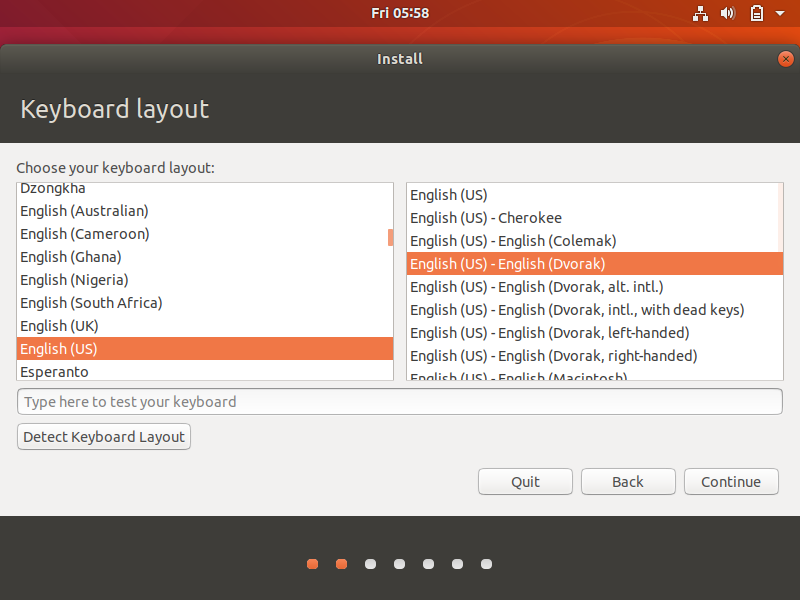 Fri 05:58
Install
Keyboard layout
Choose your keyboard layout:
Dzongkha
English (Australian)
English (Cameroon)
English (Ghana)
English (Nigeria)
English (South Africa)
English (UK)
English (US)
Esperanto
English (US)
English (US) - Cherokee
English (US) - English (Colemak)
English (US) - English (Dvorak)
English (US) - English (Dvorak, alt. intl.)
English (US) - English (Dvorak, intl., with dead keys)
English (US) - English (Dvorak, left-handed)
English (US) - English (Dvorak, right-handed)
English (US) - English (Macintosh)
Type here to test your keyboard
Detect Keyboard Layout
Quit
Back
Continue